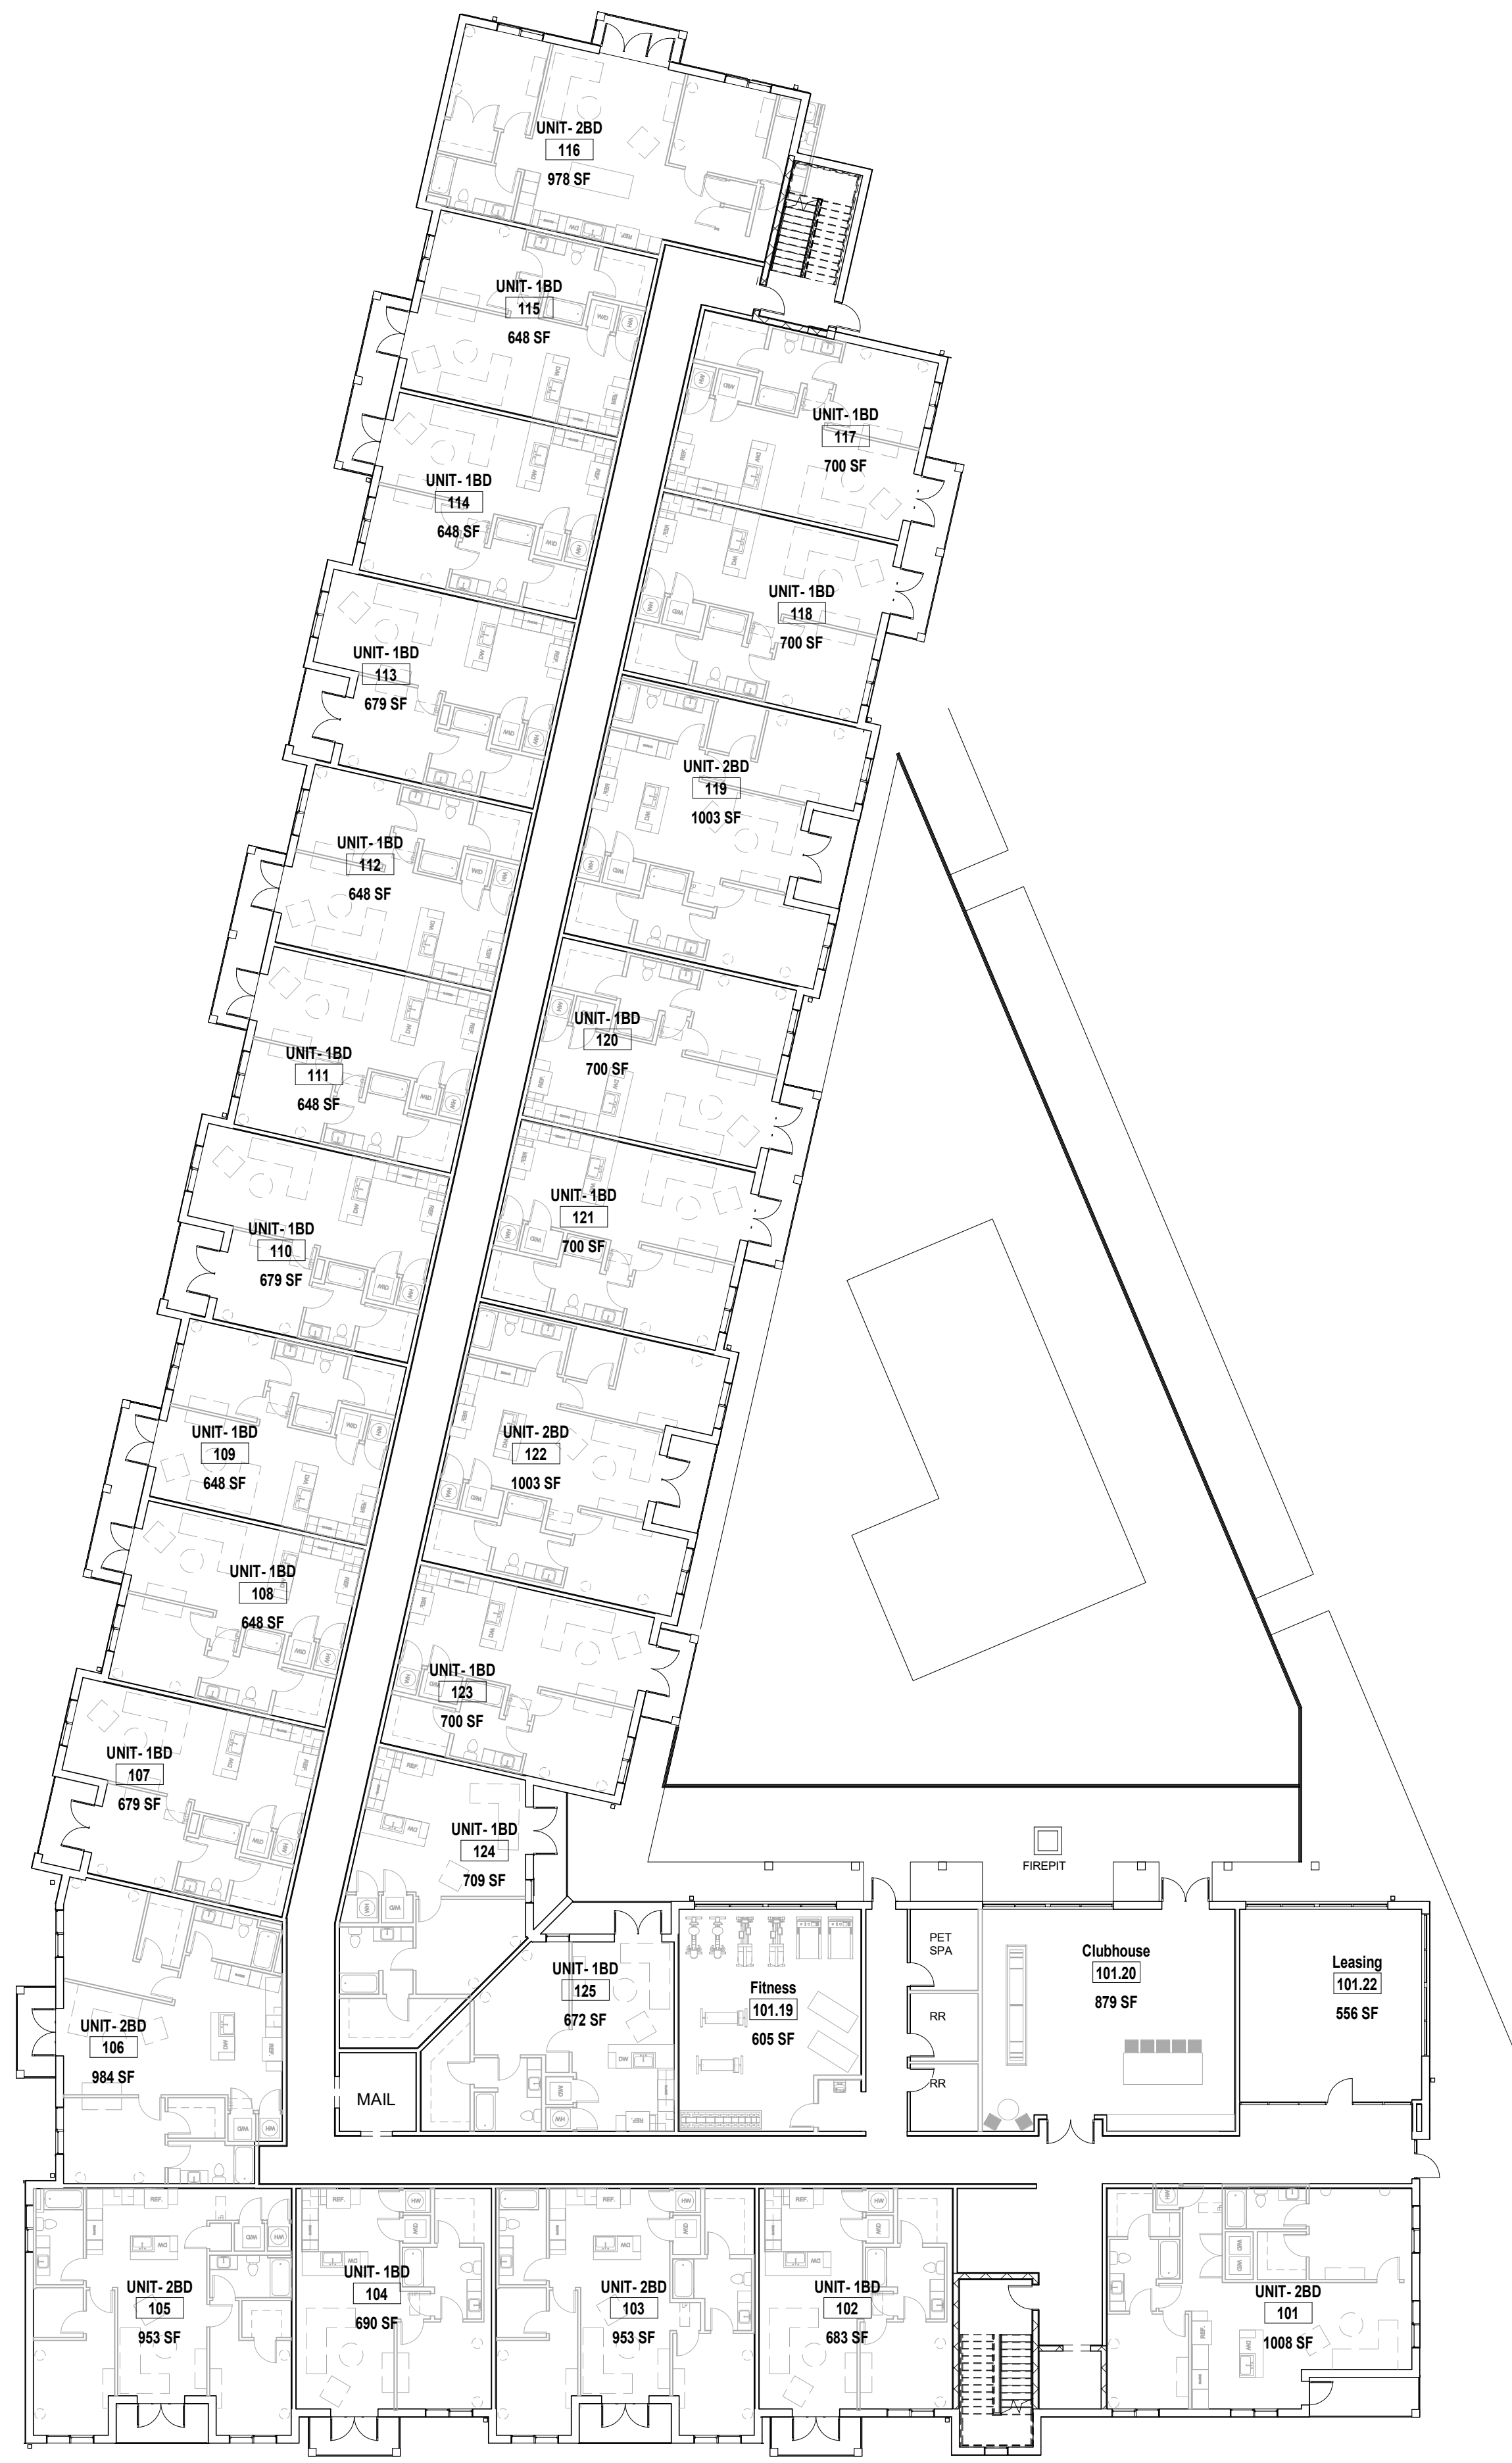 UNIT- 2BD
116
978 SF
UNIT- 1BD
115
648 SF
UNIT- 1BD
114
648 SF
UNIT- 1BD
113
679 SF
UNIT- 1BD
112
648 SF
UNIT- 1BD
111
648 SF
UNIT- 1BD
110
679 SF
UNIT- 1BD
109
648 SF
UNIT- 1BD
108
648 SF
UNIT- 1BD
107
679 SF
UNIT- 2BD
106
984 SF
UNIT- 1BD
117
700 SF
UNIT- 1BD
118
700 SF
UNIT- 2BD
119
1003 SF
UNIT- 1BD
120
700 SF
UNIT- 1BD
121
700 SF
UNIT- 2BD
122
1003 SF
UNIT- 1BD
123
700 SF
UNIT- 1BD
124
709 SF
UNIT- 1BD
125
672 SF
MAIL
Fitness
101.19
605 SF
FIREPIT
PET
SPA
RR
RR
Clubhouse
101.20
879 SF
Leasing
101.22
556 SF
UNIT- 2BD
105
953 SF
UNIT- 1BD
104
690 SF
UNIT- 2BD
103
953 SF
UNIT- 1BD
102
683 SF
UNIT- 2BD
101
1008 SF